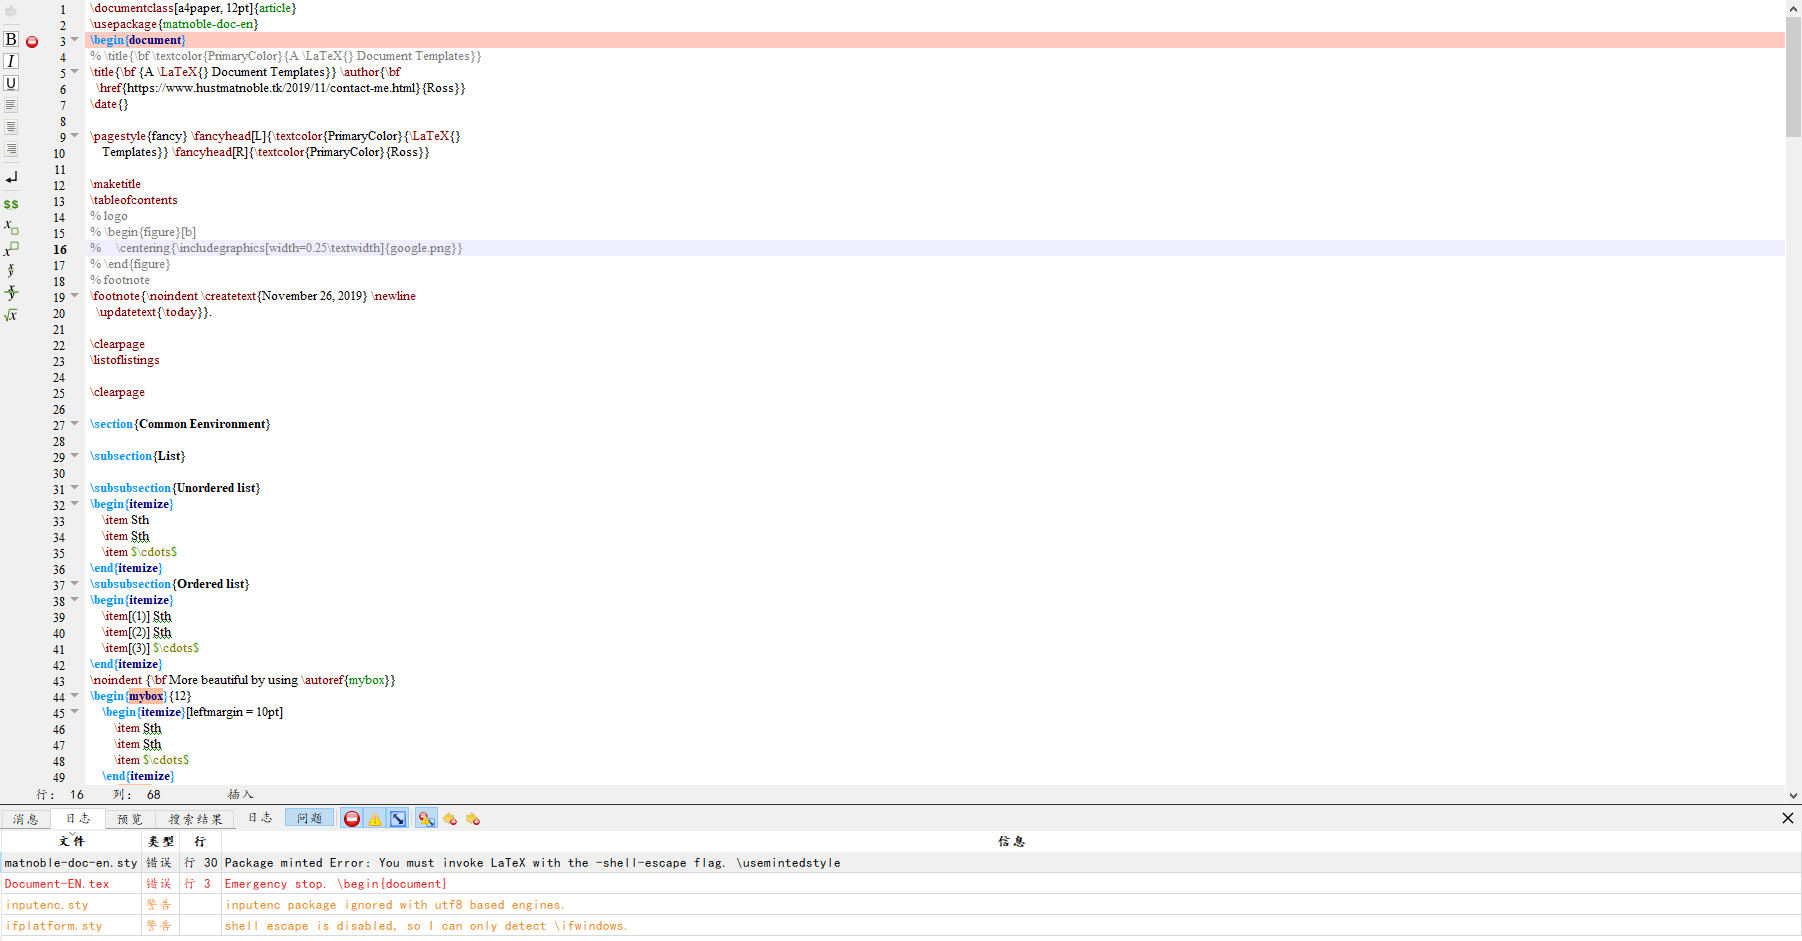 1 \documentclass[a4paper, 12pt]{article}
2 \usepackage{matnoble-doc-en}
3 \begin{document}
4 % \title{\bf \textcolor{PrimaryColor}{A \LaTeX{} Document Templates}}
5 \title{\bf {A \LaTeX{} Document Templates}} \author{\bf
6 \href{https://www.hustmatnoble.tk/2019/11/contact-me.html}{Ross}}
7 \date{}
8
9 \pagestyle{fancy} \fancyhead[L]{\textcolor{PrimaryColor}{\LaTeX{}
10 Templates}} \fancyhead[R]{\textcolor{PrimaryColor}{Ross}}
11
12 \maketitle
13 \tableofcontents
14 % logo
15 % \begin{figure}[b]
16 % \centering{\includegraphics[width=0.25\textwidth]{google.png}}
17 % \end{figure}
18 % footnote
19 \footnote{\noindent \createtext{November 26, 2019} \newline
20 \updatetext{\today}}.
21
22 \clearpage
23 \listoflistings
24
25 \clearpage
26
27 \section{Common Eenvironment}
28
29 \subsection{List}
30
31 \subsubsection{Unordered list}
32 \begin{itemize}
33 \item Sth
34 \item Sth
35 \item $\cdots$
36 \end{itemize}
37 \subsubsection{Ordered list}
38 \begin{itemize}
39 \item[(1)] Sth
40 \item[(2)] Sth
41 \item[(3)] $\cdots$
42 \end{itemize}
43 \noindent {\bf More beautiful by using \autoref{mybox}}
44 \begin{mybox}{12}
45 \begin{itemize}[leftmargin = 10pt]
46 \item Sth
47 \item Sth
48 \item $\cdots$
49 \end{itemize}
B
I
U
$$
行: 16 列: 68 插入
消息 日志 预览 搜索结果 日志 问题
文件 类型 行 信息
matnoble-doc-en.sty 错误 行 30 Package minted Error: You must invoke LaTeX with the -shell-escape flag. \usemintedstyle
Document-EN.tex 错误 行 3 Emergency stop. \begin{document}
inputenc.sty 警告 inputenc package ignored with utf8 based engines.
ifplatform.sty 警告 shell escape is disabled, so I can only detect \ifwindows.